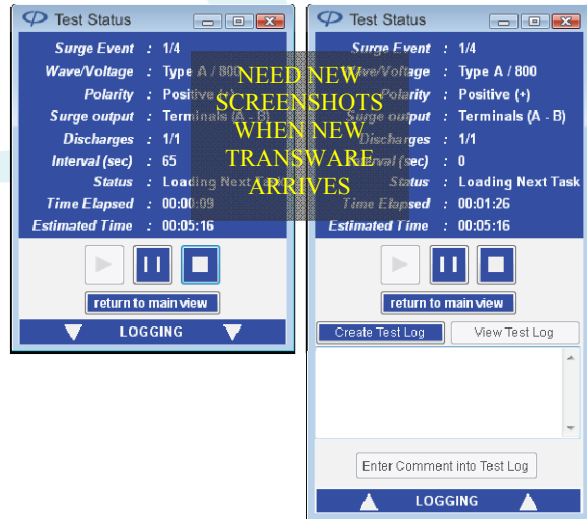 Test Status
Surge Event : 1/4
Wave/Voltage : Type A / 800
Polarity : Positive (+)
Surge output : Terminals (A - B)
Discharges : 1/1
Interval (sec) : 65
Status : Loading Next Task
Time Elapsed : 00:00:09
Estimated Time : 00:05:16
return to main view
LOGGING
NEED NEW
SCREENSHOTS
WHEN NEW
TRANSWARE
ARRIVES
Test Status
Surge Event : 1/4
Wave/Voltage : Type A / 800
Polarity : Positive (+)
Surge output : Terminals (A - B)
Discharges : 1/1
Interval (sec) : 0
Status : Loading Next Task
Time Elapsed : 00:01:26
Estimated Time : 00:05:16
return to main view
Create Test Log View Test Log
Enter Comment into Test Log
LOGGING